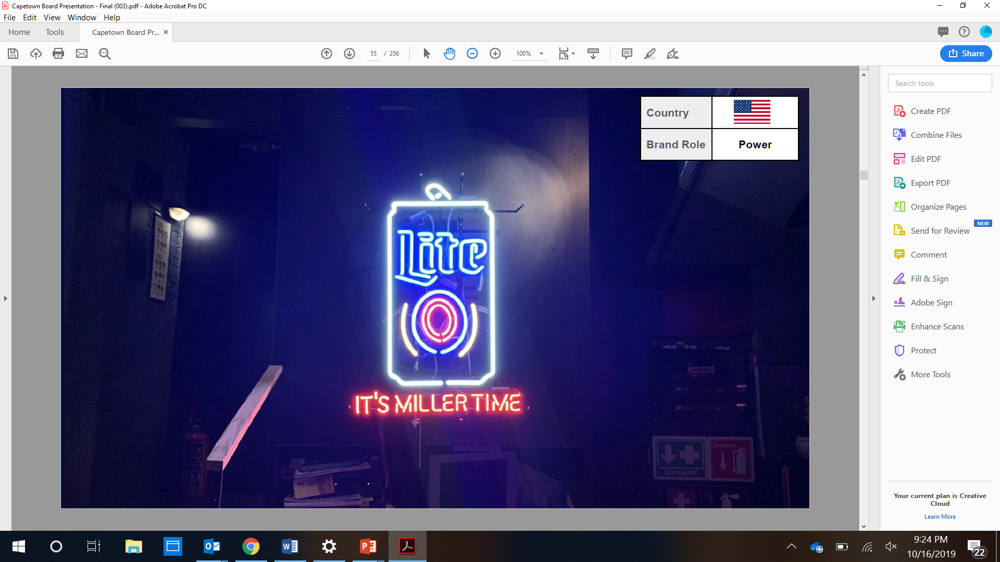 Capetown Board Presentation - Final (003).pdf - Adobe Acrobat Pro DC
File Edit View Window Help
Home Tools Capetown Board Pr... ×
55 / 256 100% Share
Search tools
Create PDF
Combine Files
Edit PDF
Export PDF
Organize Pages
NEW
Send for Review
Comment
Fill & Sign
Adobe Sign
Enhance Scans
Protect
More Tools
Your current plan is Creative
Cloud
Learn More
Country
Brand Role Power
Lite
IT'S MILLER TIME
BOTIQUIN
EXTINTOR
9:24 PM
10/16/2019
22